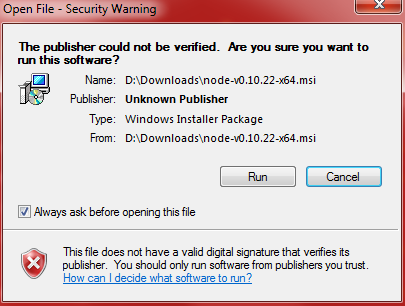 Open File - Security Warning
The publisher could not be verified.  Are you sure you want to
run this software?
Name: D:\Downloads\node-v0.10.22-x64.msi
Publisher: Unknown Publisher
Type: Windows Installer Package
From: D:\Downloads\node-v0.10.22-x64.msi
Run Cancel
Always ask before opening this file
This file does not have a valid digital signature that verifies its
publisher.  You should only run software from publishers you trust.
How can I decide what software to run?